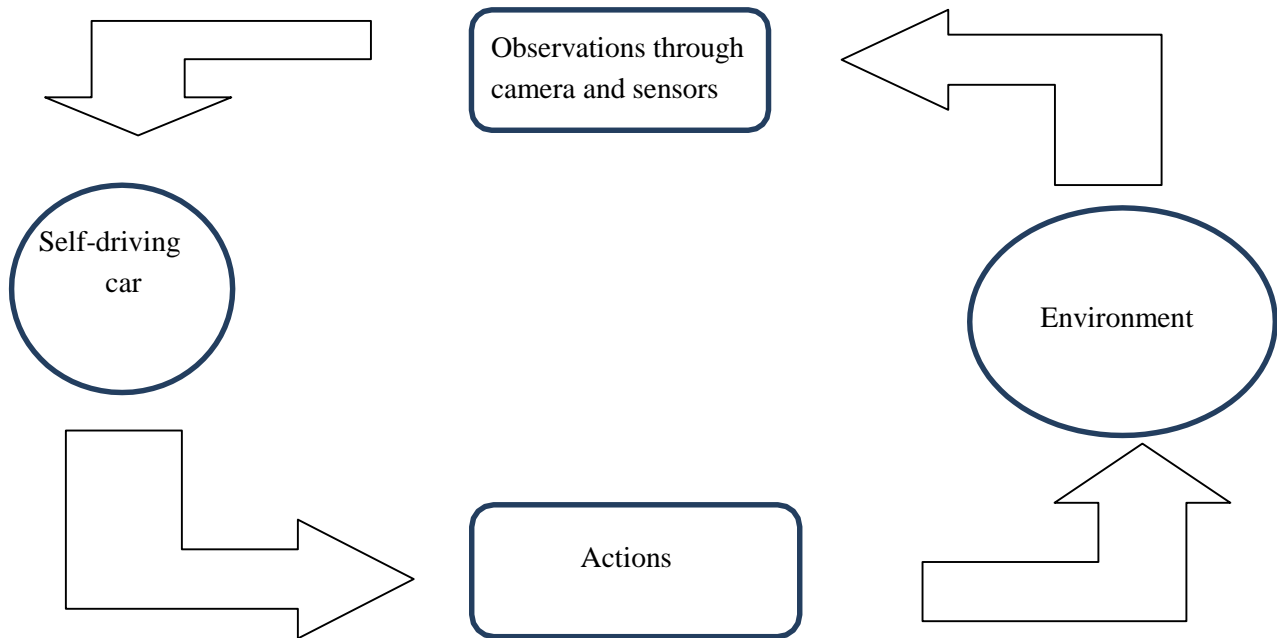 Observations through
camera and sensors
Self-driving
car
Environment
Actions